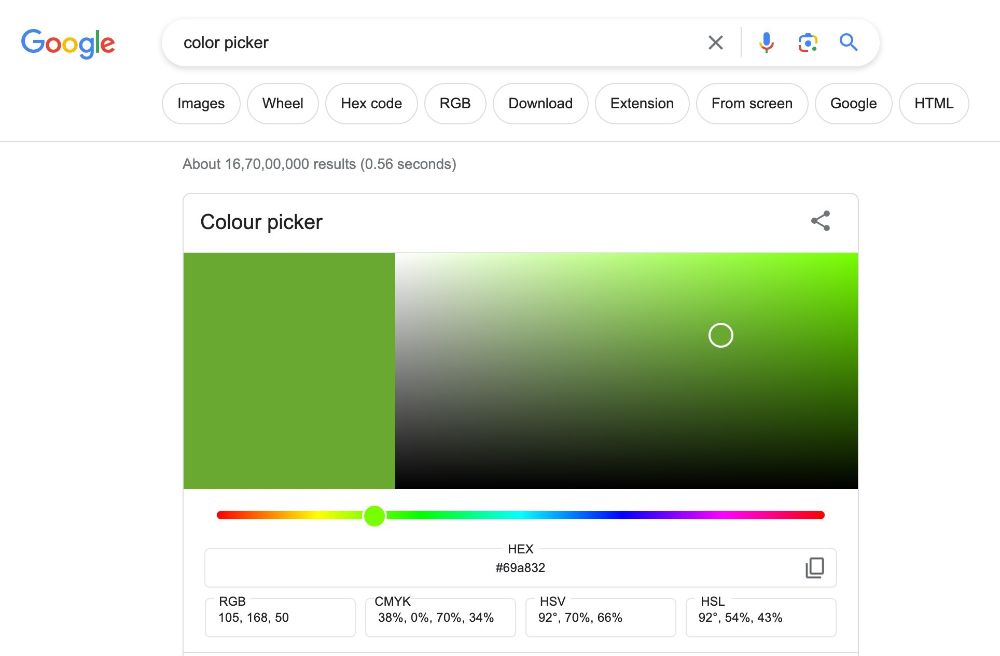 Google
color picker
Images
Wheel
Hex code
RGB
Download
Extension
From screen
Google
HTML
About 16,70,00,000 results (0.56 seconds)
Colour picker
HEX
#69a832
RGB
105, 168, 50
CMYK
38%, 0%, 70%, 34%
HSV
92°, 70%, 66%
HSL
92°, 54%, 43%